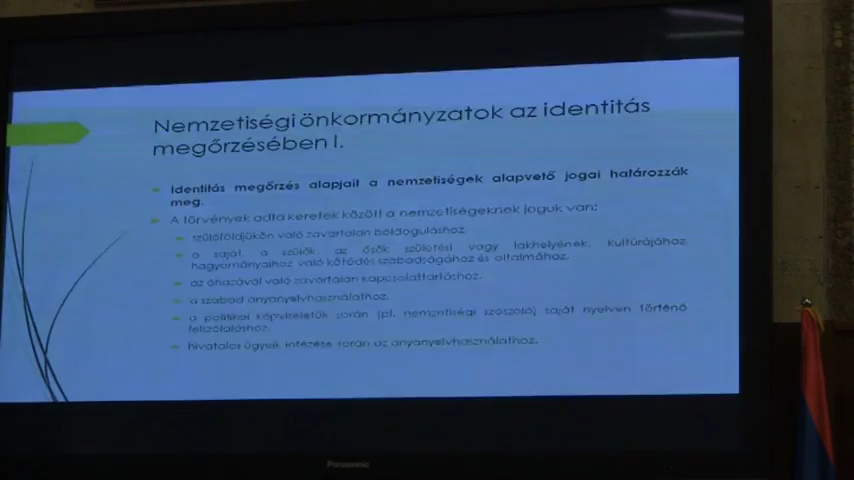 Nemzetiségi önkormányzatok az identitás
megőrzésében I.
Identitás megőrzés alapjait a nemzetiségek alapvető jogai határozzák
meg.
A törvények adta keretek között a nemzetiségeknek joguk van:
szülőföldjükön való zavartalan boldoguláshoz
a saját, a szülők, az ősök születési vagy lakhelyének, kultúrájához,
hagyományaihoz való kötődés szabadságához és oltalmához.
az óhazával való zavartalan kapcsolattartáshoz.
a szabad anyanyelvhasználathoz.
a politikai képviseletük során (pl. nemzetiségi szószóló) saját nyelven történő
felszólaláshoz.
hivatalos ügyeik intézése során az anyanyelvhasználathoz.
Panasonic